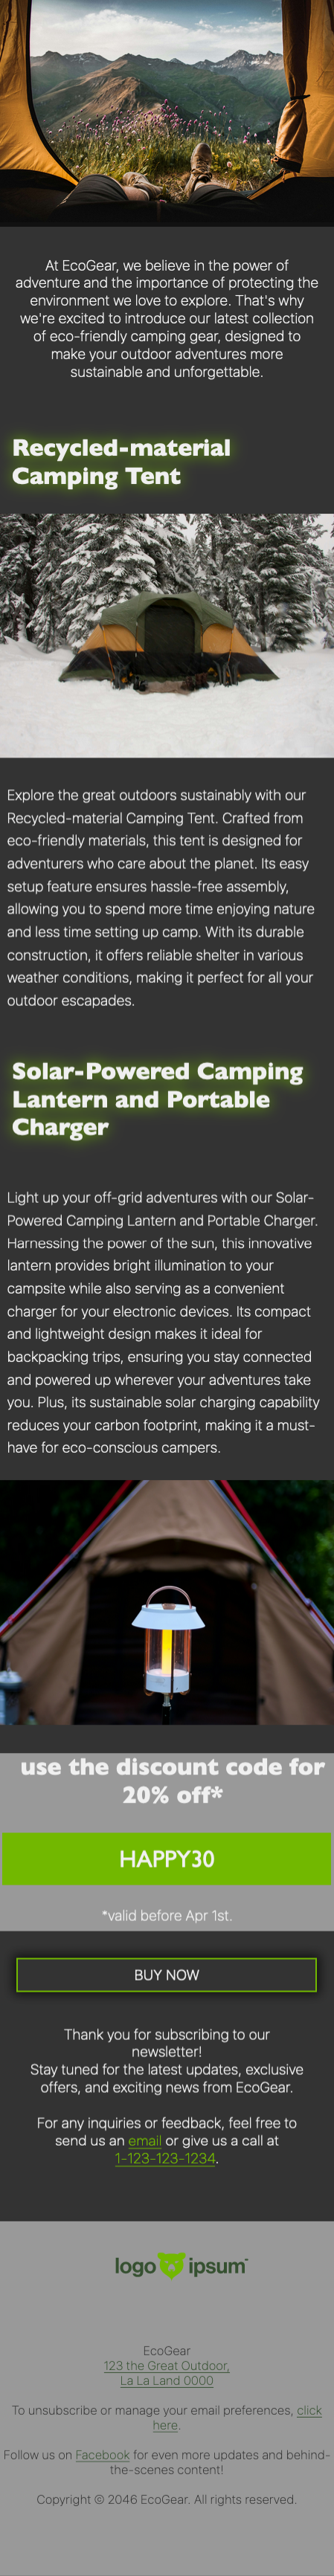 At EcoGear, we believe in the power of
adventure and the importance of protecting the
environment we love to explore. That's why
we're excited to introduce our latest collection
of eco-friendly camping gear, designed to
make your outdoor adventures more
sustainable and unforgettable.
Recycled-material
Camping Tent
Explore the great outdoors sustainably with our
Recycled-material Camping Tent. Crafted from
eco-friendly materials, this tent is designed for
adventurers who care about the planet. Its easy
setup feature ensures hassle-free assembly,
allowing you to spend more time enjoying nature
and less time setting up camp. With its durable
construction, it offers reliable shelter in various
weather conditions, making it perfect for all your
outdoor escapades.
Solar-Powered Camping
Lantern and Portable
Charger
Light up your off-grid adventures with our Solar-
Powered Camping Lantern and Portable Charger.
Harnessing the power of the sun, this innovative
lantern provides bright illumination to your
campsite while also serving as a convenient
charger for your electronic devices. Its compact
and lightweight design makes it ideal for
backpacking trips, ensuring you stay connected
and powered up wherever your adventures take
you. Plus, its sustainable solar charging capability
reduces your carbon footprint, making it a must-
have for eco-conscious campers.
use the discount code for
20% off*
HAPPY30
*valid before Apr 1st.
BUY NOW
Thank you for subscribing to our
newsletter!
Stay tuned for the latest updates, exclusive
offers, and exciting news from EcoGear.
For any inquiries or feedback, feel free to
send us an email or give us a call at
1-123-123-1234.
logo ipsum
EcoGear
123 the Great Outdoor,
La La Land 0000
To unsubscribe or manage your email preferences, click
here.
Follow us on Facebook for even more updates and behind-
the-scenes content!
Copyright © 2046 EcoGear. All rights reserved.